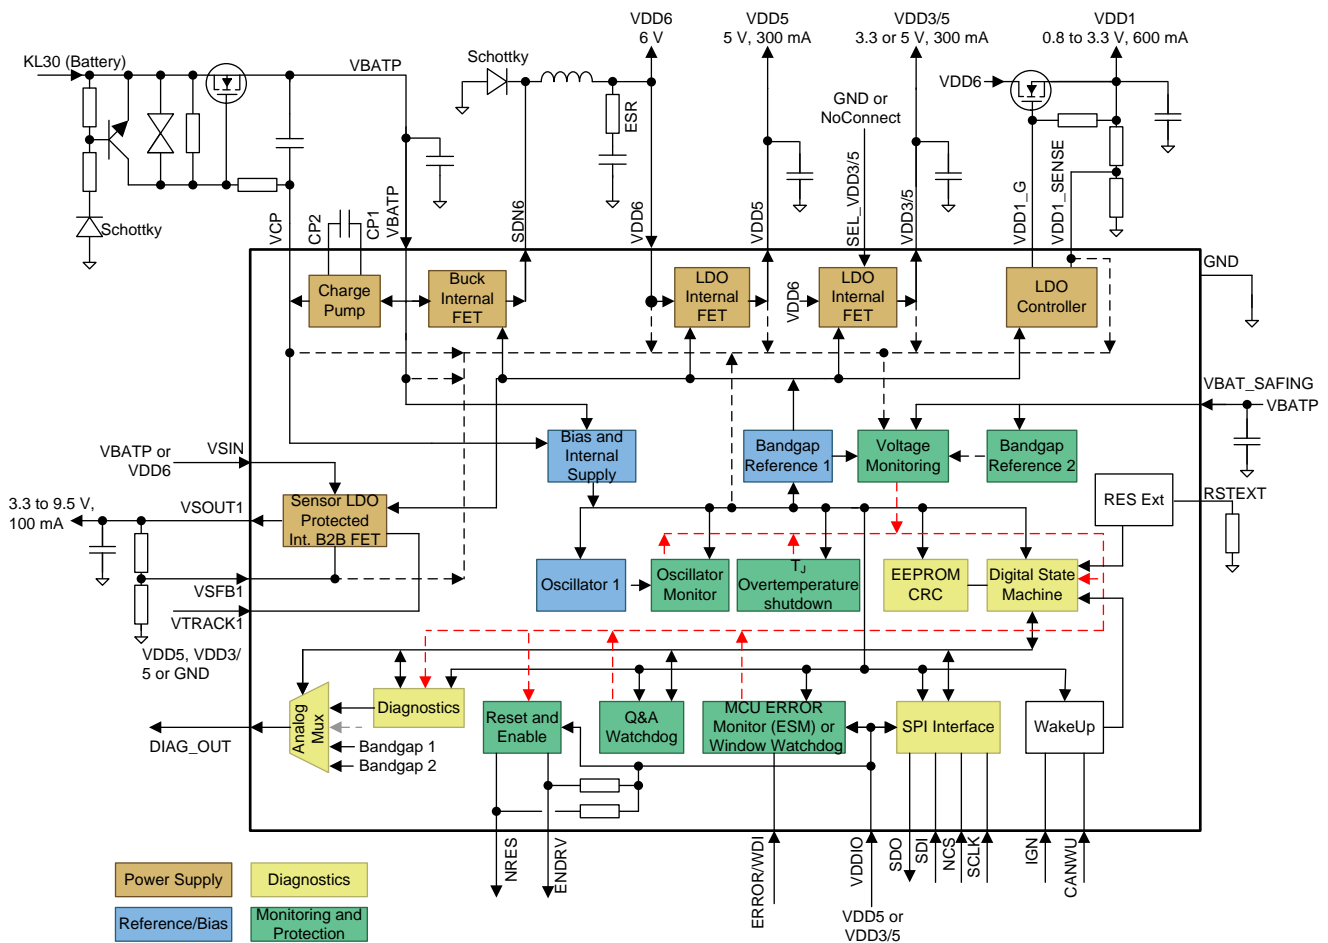 VDD6
6 V
VDD5
5 V, 300 mA
VDD3/5
3.3 or 5 V, 300 mA
VDD1
0.8 to 3.3 V, 600 mA
KL30 (Battery)
VBATP
Schottky
ESR
GND or
NoConnect
VDD6
Schottky
VCP
CP2
CP1
VBATP
SDN6
VDD6
VDD5
SEL_VDD3/5
VDD3/5
VDD1_G
VDD1_SENSE
GND
Charge
Pump
Buck
Internal
FET
LDO
Internal
FET
VDD6
LDO
Internal
FET
LDO
Controller
VBAT_SAFING
VBATP
VBATP or
VDD6
VSIN
Bias and
Internal
Supply
Bandgap
Reference 1
Voltage
Monitoring
Bandgap
Reference 2
3.3 to 9.5 V,
100 mA
VSOUT1
Sensor LDO
Protected
Int. B2B FET
RES Ext
RSTEXT
VSFB1
VTRACK1
VDD5, VDD3/
5 or GND
Oscillator 1
Oscillator
Monitor
TJ
Overtemperature
shutdown
EEPROM
CRC
Digital State
Machine
DIAG_OUT
Analog
Mux
Diagnostics
Bandgap 1
Bandgap 2
Reset and
Enable
Q&A
Watchdog
MCU ERROR
Monitor (ESM) or
Window Watchdog
SPI Interface
WakeUp
NRES
ENDRV
ERROR/WDI
VDDIO
SDO
SDI
NCS
SCLK
IGN
CANWU
VDD5 or
VDD3/5
Power Supply
Diagnostics
Reference/Bias
Monitoring and
Protection